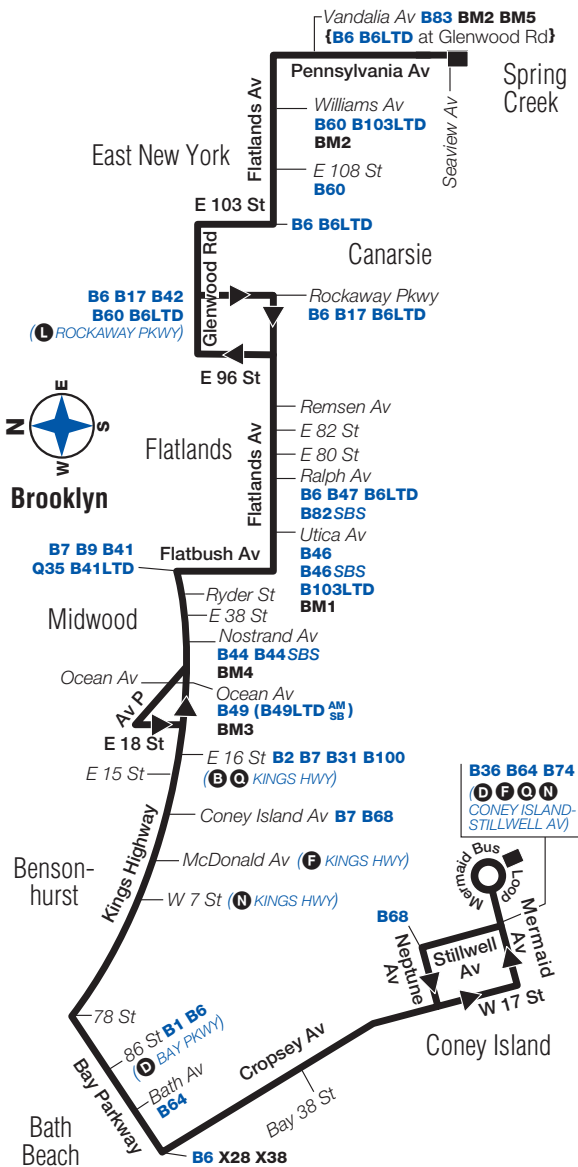 Vandalia Av B83 BM2 BM5
{B6 B6LTD at Glenwood Rd}
Pennsylvania Av
Spring
Creek
Seaview Av
Flatlands Av
Williams Av
B60 B103LTD
BM2
East New York
E 108 St
B60
E 103 St
B6 B6LTD
Canarsie
Glenwood Rd
B6 B17 B42
B60 B6LTD
(L ROCKAWAY PKWY)
Rockaway Pkwy
B6 B17 B6LTD
E 96 St
N
E
S
W
Brooklyn
Remsen Av
E 82 St
E 80 St
Flatlands
Flatlands Av
Ralph Av
B6 B47 B6LTD
B82 SBS
Utica Av
B46
B46 SBS
B103LTD
BM1
B7 B9 B41
Q35 B41LTD
Flatbush Av
Ryder St
E 38 St
Midwood
Nostrand Av
B44 B44 SBS
BM4
Ocean Av
Av P
Ocean Av
B49 (B49LTD AM SB)
BM3
E 18 St
E 16 St B2 B7 B31 B100
(B Q KINGS HWY)
E 15 St
B36 B64 B74
(D F Q N
CONEY ISLAND-
STILLWELL AV)
Coney Island Av B7 B68
Kings Highway
McDonald Av (F KINGS HWY)
Benson-
hurst
W 7 St (N KINGS HWY)
Mermaid Bus
Loop
B68
Neptune
Av
Stillwell
Av
Mermaid
Av
W 17 St
Coney Island
78 St
86 St B1 B6
(D BAY PKWY)
Bay Parkway
Bath Av
B64
Cropsey Av
Bay 38 St
Bath
Beach
B6 X28 X38